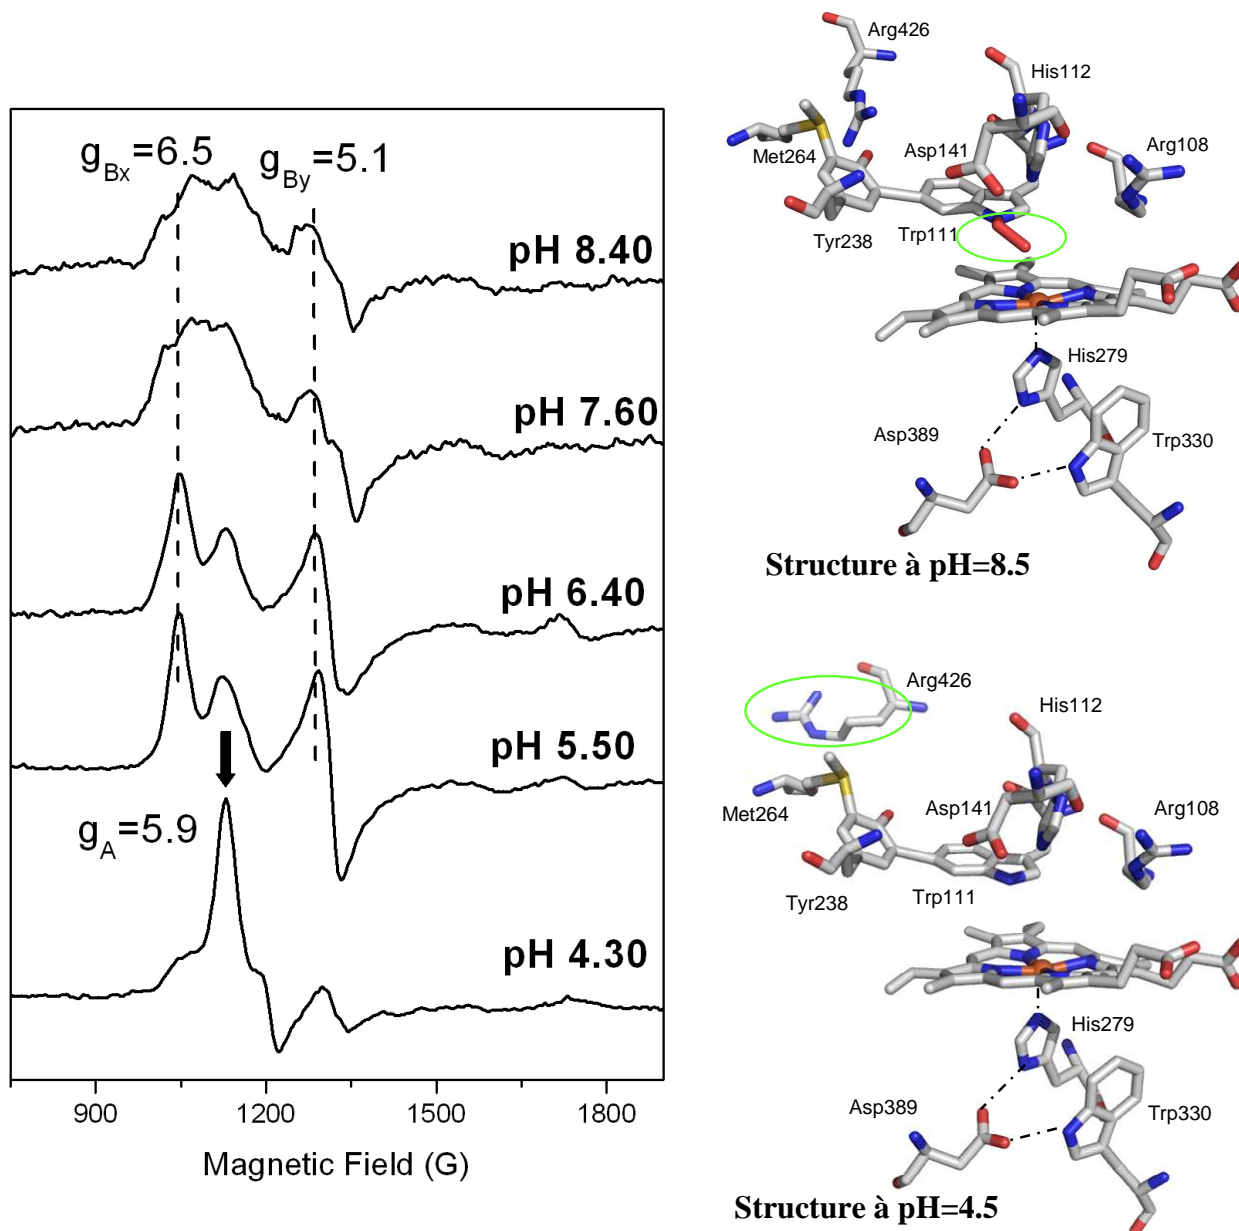 g_Bx=6.5
g_By=5.1
pH 8.40
pH 7.60
pH 6.40
pH 5.50
g_A=5.9
pH 4.30
900
1200
1500
1800
Magnetic Field (G)
Arg426
His112
Met264
Asp141
Arg108
Tyr238
Trp111
His279
Asp389
Trp330
Structure à pH=8.5
Arg426
His112
Met264
Asp141
Arg108
Tyr238
Trp111
His279
Asp389
Trp330
Structure à pH=4.5